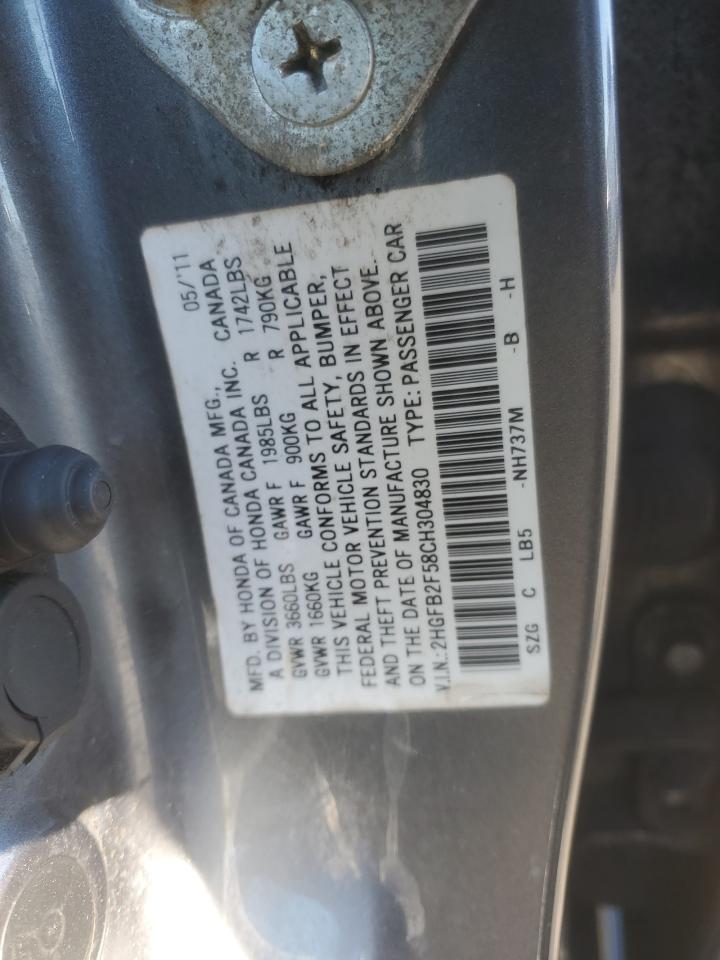 05/'11
MFD. BY HONDA OF CANADA MFG.,
A DIVISION OF HONDA CANADA INC. CANADA
GVWR 3660LBS GAWR F 1985LBS R 1742LBS
GVWR 1660KG GAWR F 900KG R 790KG
THIS VEHICLE CONFORMS TO ALL APPLICABLE
FEDERAL MOTOR VEHICLE SAFETY, BUMPER,
AND THEFT PREVENTION STANDARDS IN EFFECT
ON THE DATE OF MANUFACTURE SHOWN ABOVE.
V.I.N.: 2HGFB2F58CH304830 TYPE: PASSENGER CAR
SZG C LB5 -NH737M -B -H